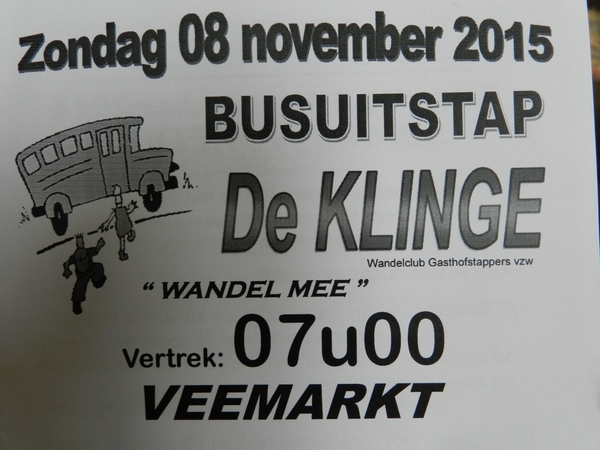 Zondag 08 november 2015
BUSUITSTAP
De KLINGE
Wandelclub Gasthofstappers vzw
“ WANDEL MEE ”
Vertrek: 07u00
VEEMARKT